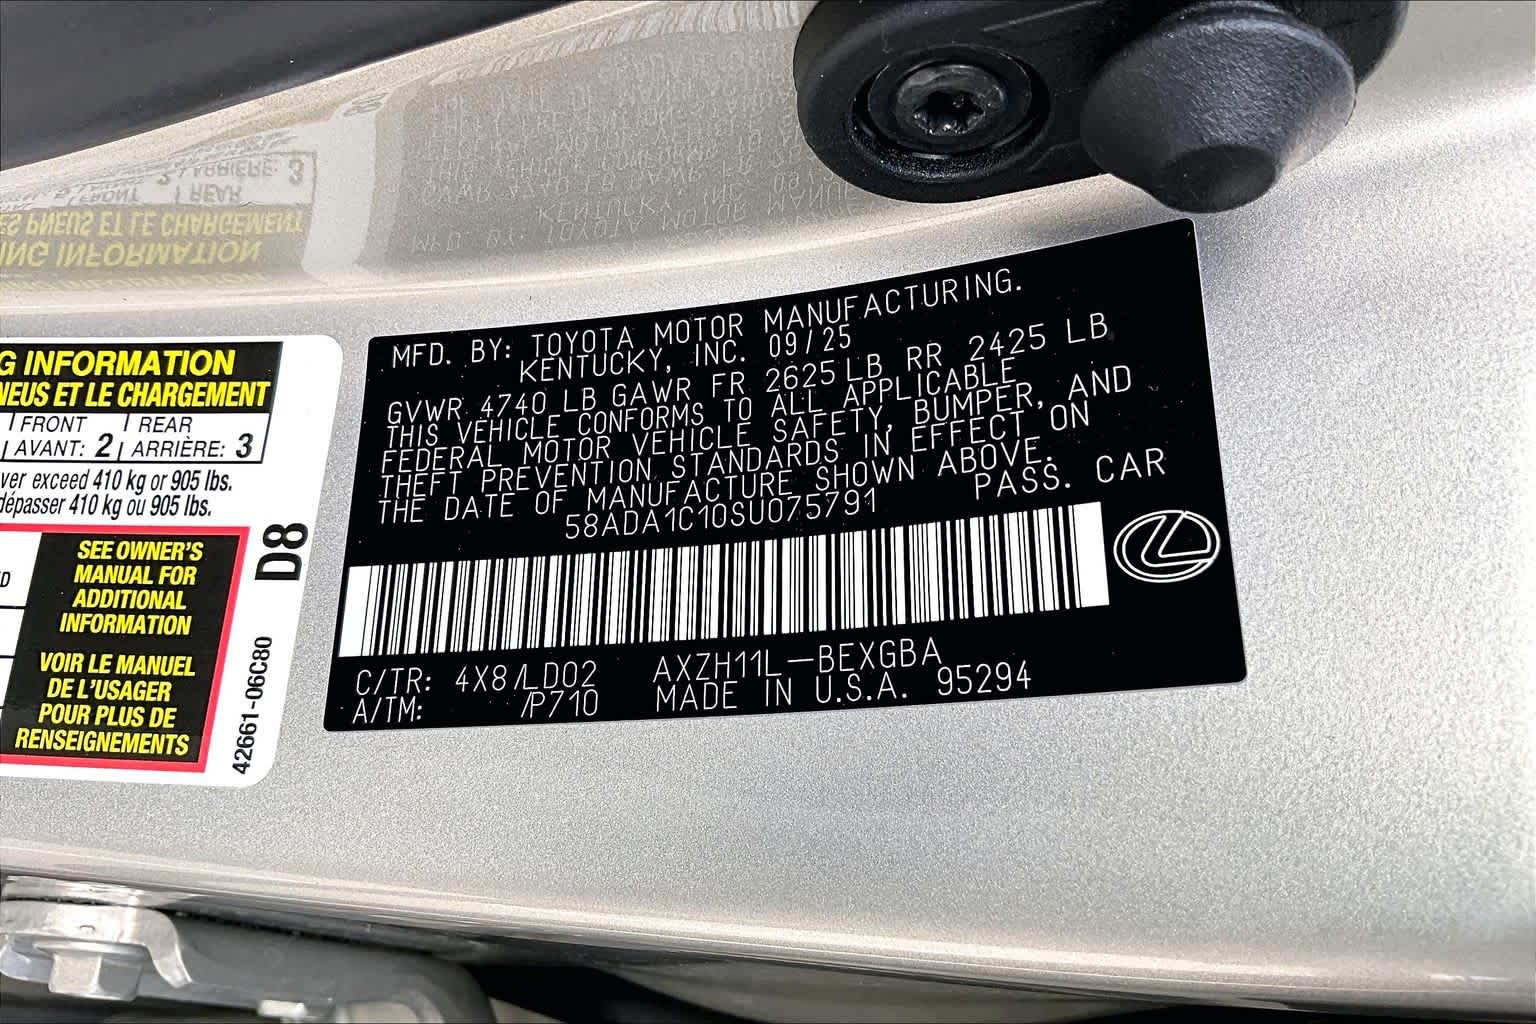 G INFORMATION
NEUS ET LE CHARGEMENT
FRONT REAR
AVANT: 2 ARRIÈRE: 3
ver exceed 410 kg or 905 lbs.
dépasser 410 kg ou 905 lbs.
SEE OWNER'S
MANUAL FOR
ADDITIONAL
INFORMATION
VOIR LE MANUEL
DE L'USAGER
POUR PLUS DE
RENSEIGNEMENTS
D8
42661-06C80
MFD. BY: TOYOTA MOTOR MANUFACTURING.
KENTUCKY, INC. 09/25
GVWR 4740 LB GAWR FR 2625 LB RR 2425 LB
THIS VEHICLE CONFORMS TO ALL APPLICABLE
FEDERAL MOTOR VEHICLE SAFETY, BUMPER, AND
THEFT PREVENTION STANDARDS IN EFFECT ON
THE DATE OF MANUFACTURE SHOWN ABOVE.
58ADA1C10SU075791 PASS. CAR
C/TR: 4X8/LD02 AXZH11L-BEXGBA
A/TM: /P710 MADE IN U.S.A. 95294